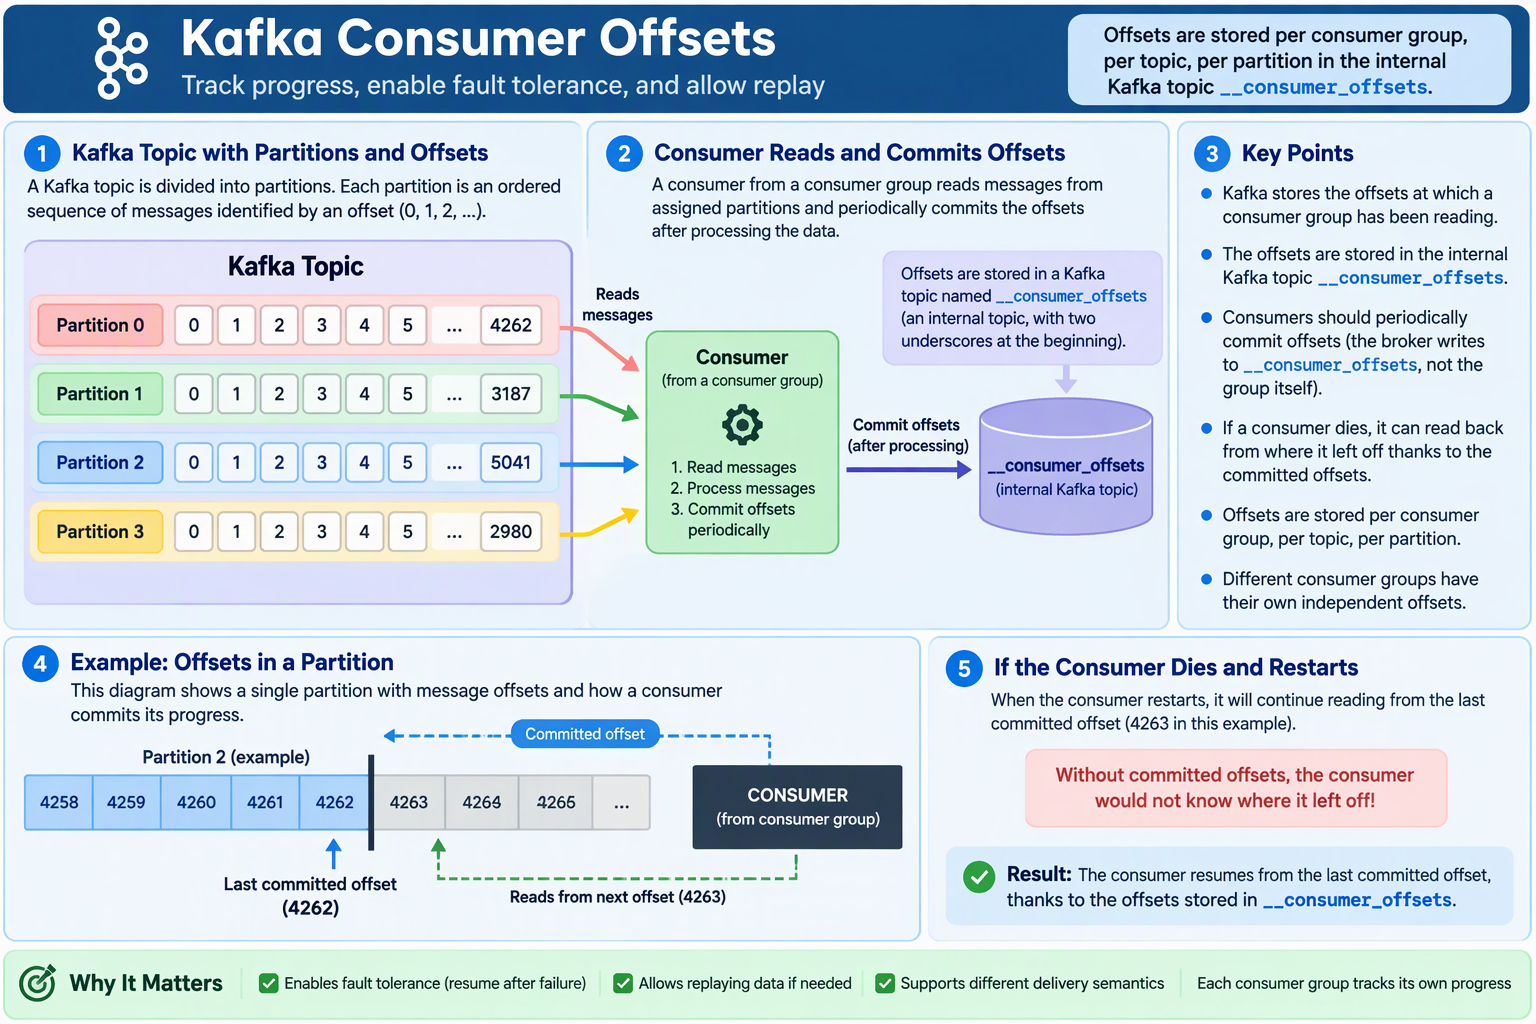 Kafka Consumer Offsets
Track progress, enable fault tolerance, and allow replay
Offsets are stored per consumer group,
per topic, per partition in the internal
Kafka topic __consumer_offsets.
1 Kafka Topic with Partitions and Offsets
A Kafka topic is divided into partitions. Each partition is an ordered
sequence of messages identified by an offset (0, 1, 2, ...).
Kafka Topic
Partition 0 0 1 2 3 4 5 ... 4262
Partition 1 0 1 2 3 4 5 ... 3187
Partition 2 0 1 2 3 4 5 ... 5041
Partition 3 0 1 2 3 4 5 ... 2980
2 Consumer Reads and Commits Offsets
A consumer from a consumer group reads messages from
assigned partitions and periodically commits the offsets
after processing the data.
Reads
messages
Consumer
(from a consumer group)
1. Read messages
2. Process messages
3. Commit offsets
periodically
Commit offsets
(after processing)
Offsets are stored in a Kafka
topic named __consumer_offsets
(an internal topic, with two
underscores at the beginning).
__consumer_offsets
(internal Kafka topic)
3 Key Points
Kafka stores the offsets at which a
consumer group has been reading.
The offsets are stored in the internal
Kafka topic __consumer_offsets.
Consumers should periodically
commit offsets (the broker writes
to __consumer_offsets, not the
group itself).
If a consumer dies, it can read back
from where it left off thanks to the
committed offsets.
Offsets are stored per consumer
group, per topic, per partition.
Different consumer groups have
their own independent offsets.
4 Example: Offsets in a Partition
This diagram shows a single partition with message offsets and how a consumer
commits its progress.
Committed offset
Partition 2 (example)
4258 4259 4260 4261 4262 4263 4264 4265 ...
CONSUMER
(from consumer group)
Last committed offset
(4262)
Reads from next offset (4263)
5 If the Consumer Dies and Restarts
When the consumer restarts, it will continue reading from the last
committed offset (4263 in this example).
Without committed offsets, the consumer
would not know where it left off!
Result: The consumer resumes from the last committed offset,
thanks to the offsets stored in __consumer_offsets.
Why It Matters
Enables fault tolerance (resume after failure)
Allows replaying data if needed
Supports different delivery semantics
Each consumer group tracks its own progress